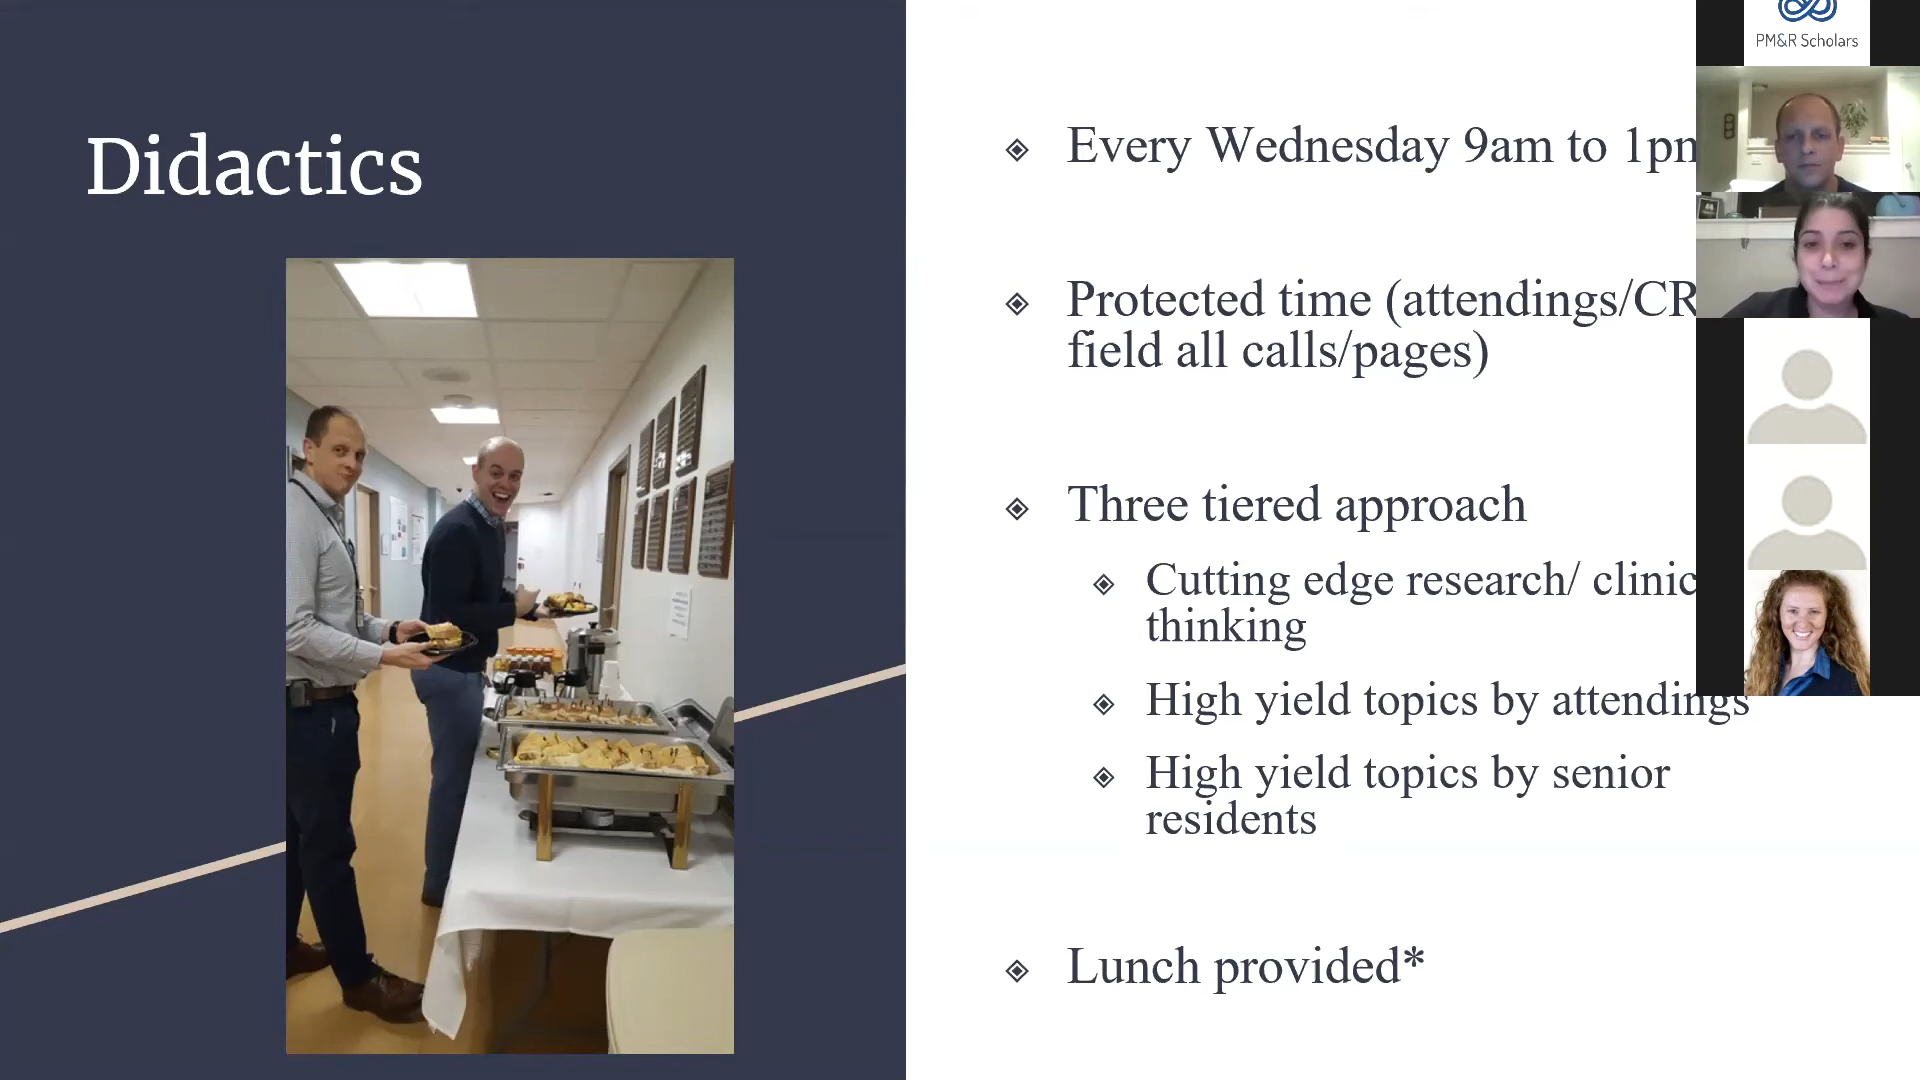 Didactics
Every Wednesday 9am to 1pm
Protected time (attendings/CR
field all calls/pages)
Three tiered approach
Cutting edge research/ clinic
thinking
High yield topics by attendings
High yield topics by senior
residents
Lunch provided*
PM&R Scholars